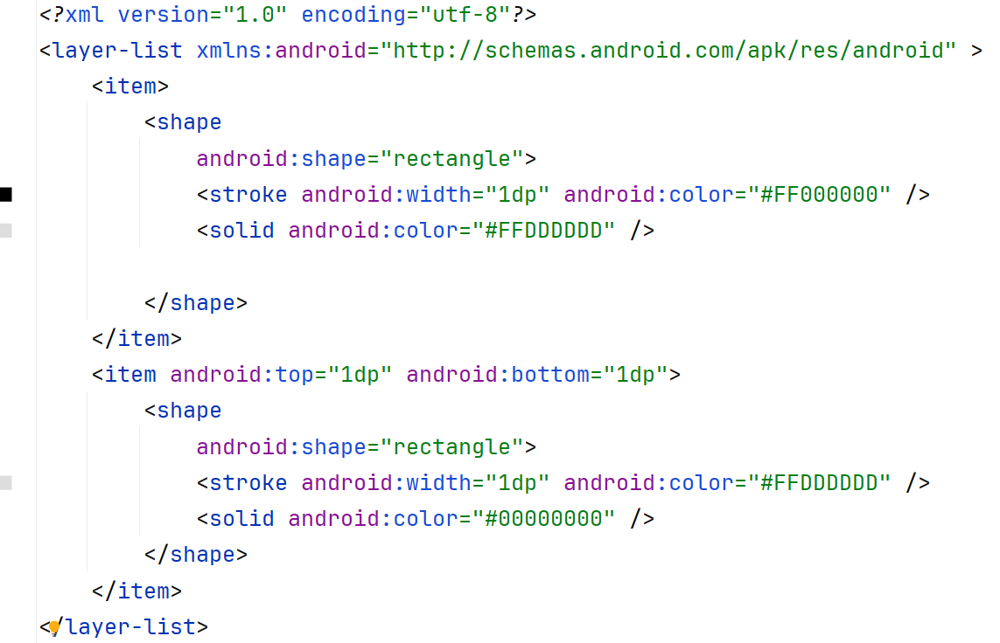 <?xml version="1.0" encoding="utf-8"?>
<layer-list xmlns:android="http://schemas.android.com/apk/res/android" >
    <item>
        <shape
            android:shape="rectangle">
            <stroke android:width="1dp" android:color="#FF000000" />
            <solid android:color="#FFDDDDDD" />

        </shape>
    </item>
    <item android:top="1dp" android:bottom="1dp">
        <shape
            android:shape="rectangle">
            <stroke android:width="1dp" android:color="#FFDDDDDD" />
            <solid android:color="#00000000" />
        </shape>
    </item>
</layer-list>